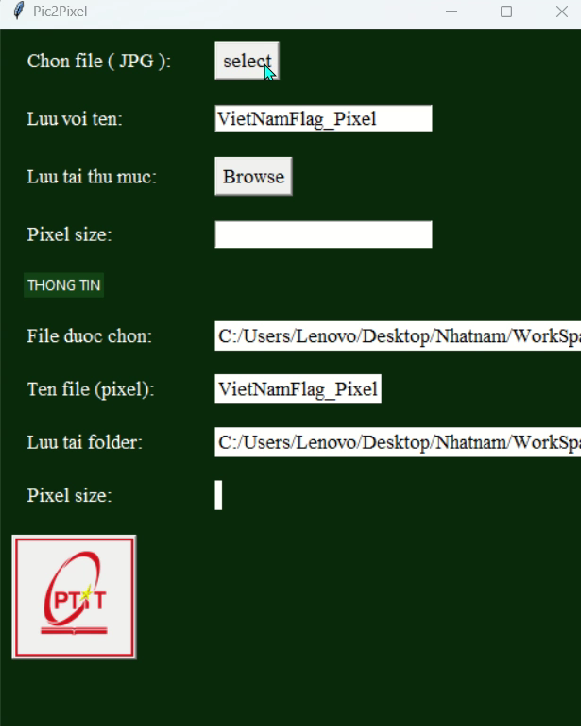 Pic2Pixel
Chon file ( JPG ): select
Luu voi ten: VietNamFlag_Pixel
Luu tai thu muc: Browse
Pixel size:
THONG TIN
File duoc chon: C:/Users/Lenovo/Desktop/Nhatnam/WorkSpa
Ten file (pixel): VietNamFlag_Pixel
Luu tai folder: C:/Users/Lenovo/Desktop/Nhatnam/WorkSpa
Pixel size:
PTIT